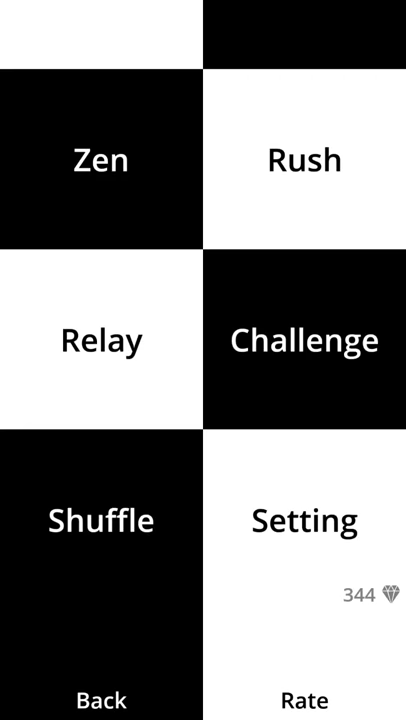 Zen
Rush
Relay
Challenge
Shuffle
Setting
344
Back
Rate